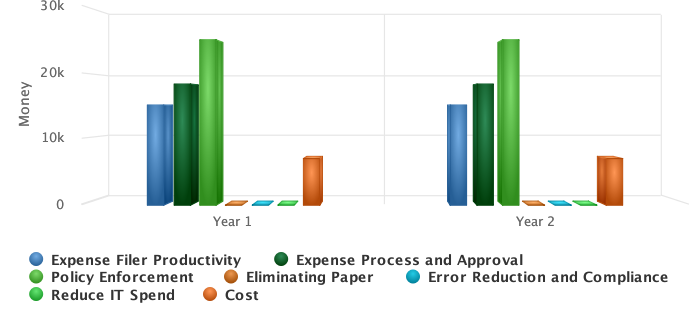 30k
20k
10k
0
Money
Year 1
Year 2
Expense Filer Productivity
Expense Process and Approval
Policy Enforcement
Eliminating Paper
Error Reduction and Compliance
Reduce IT Spend
Cost